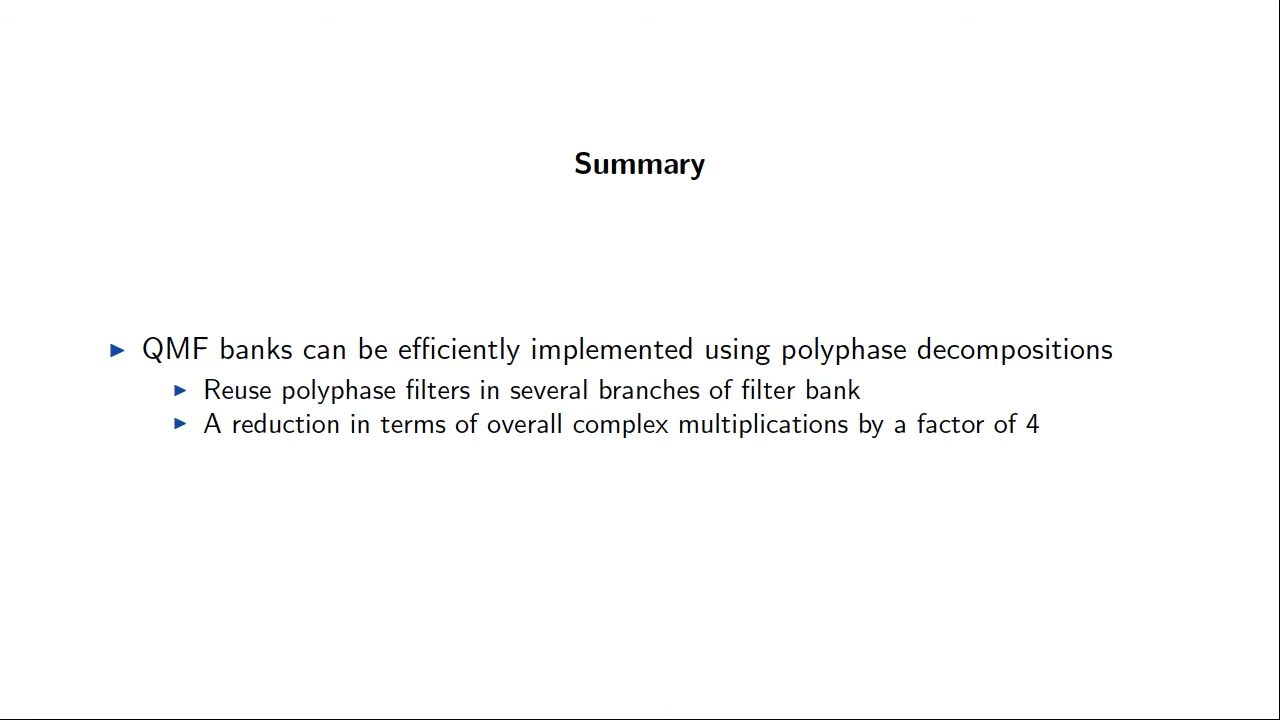 Summary
QMF banks can be efficiently implemented using polyphase decompositions
Reuse polyphase filters in several branches of filter bank
A reduction in terms of overall complex multiplications by a factor of 4